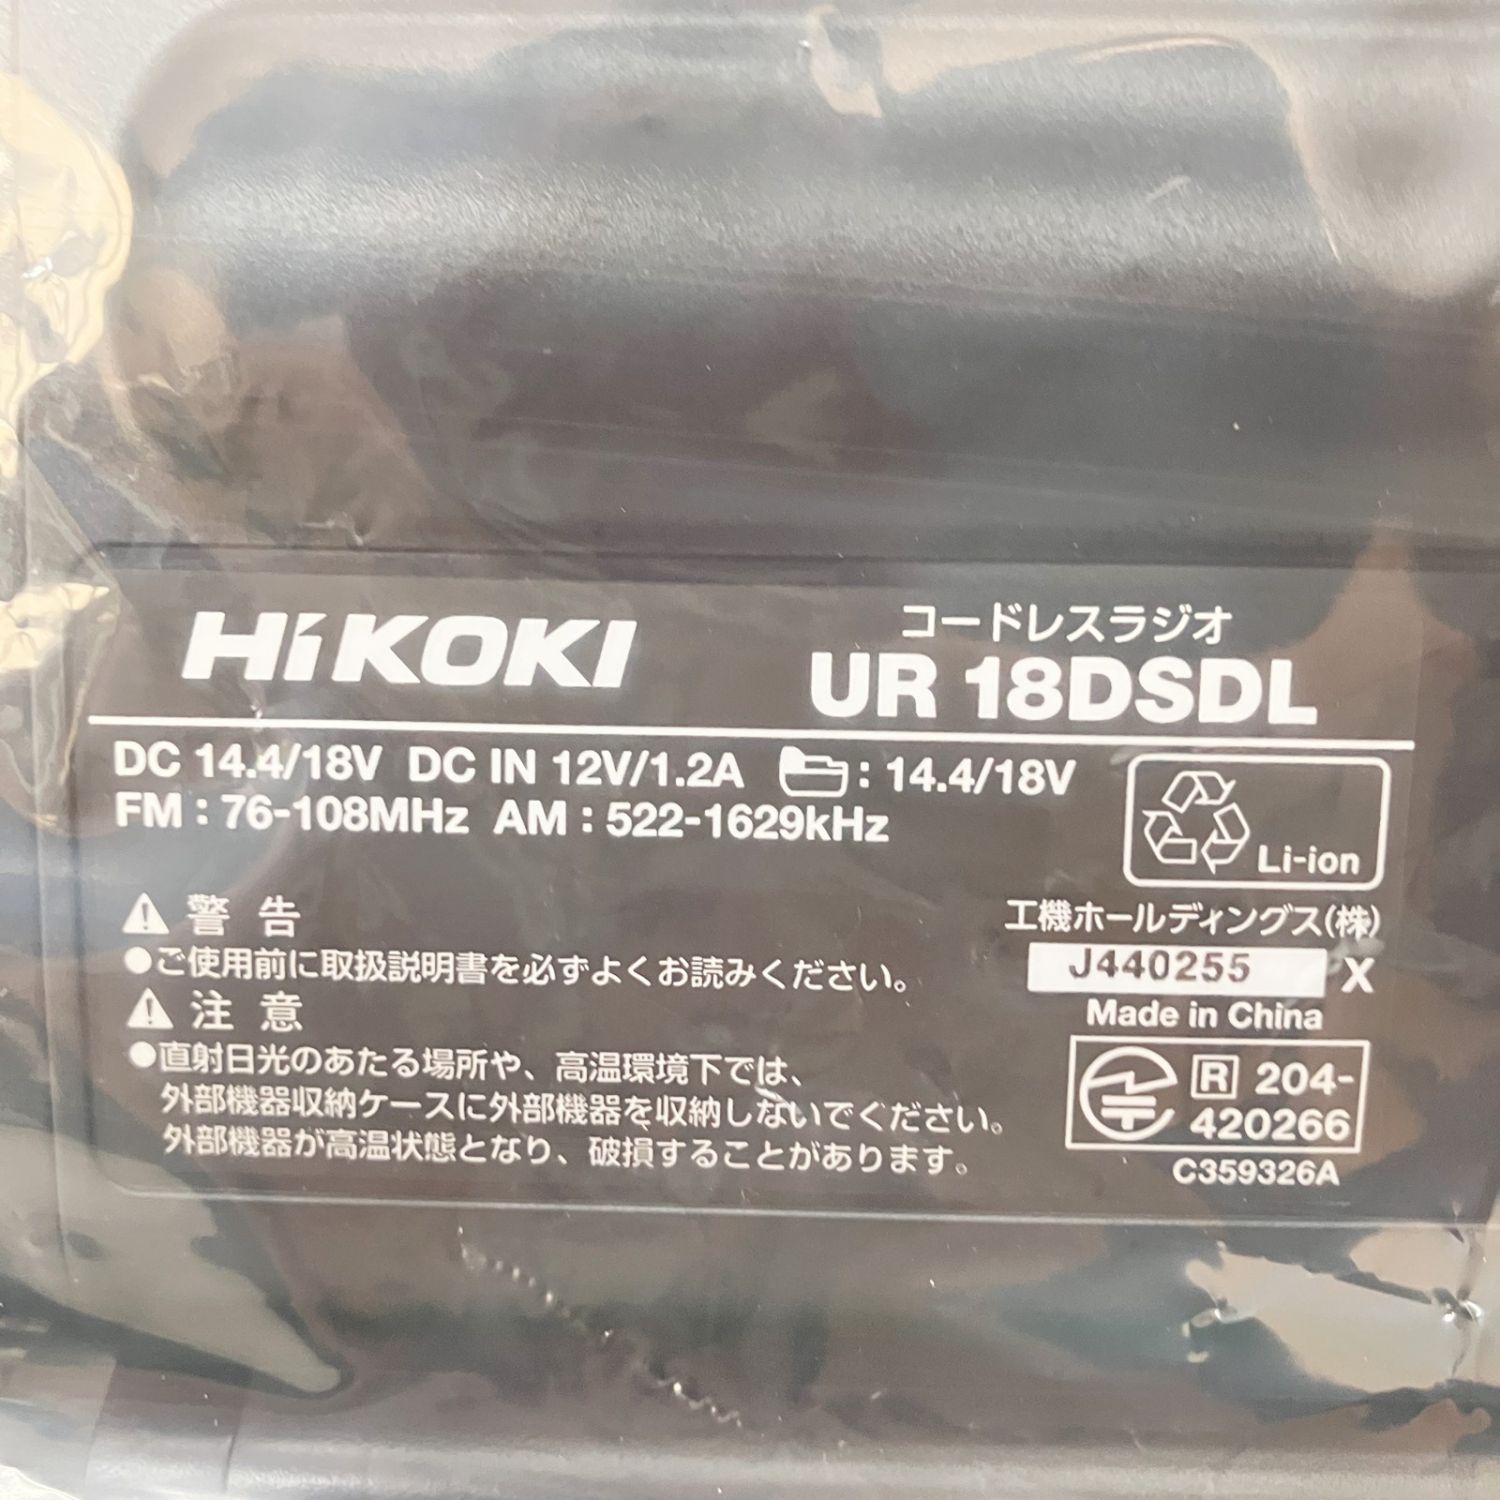 HiKOKI
コードレスラジオ
UR 18DSDL
DC 14.4/18V DC IN 12V/1.2A : 14.4/18V
FM : 76-108MHz AM : 522-1629kHz
Li-ion
警 告
●ご使用前に取扱説明書を必ずよくお読みください。
注 意
●直射日光のあたる場所や、高温環境下では、
外部機器収納ケースに外部機器を収納しないでください。
外部機器が高温状態となり、破損することがあります。
工機ホールディングス(株)
J440255 X
Made in China
R 204-
420266
C359326A